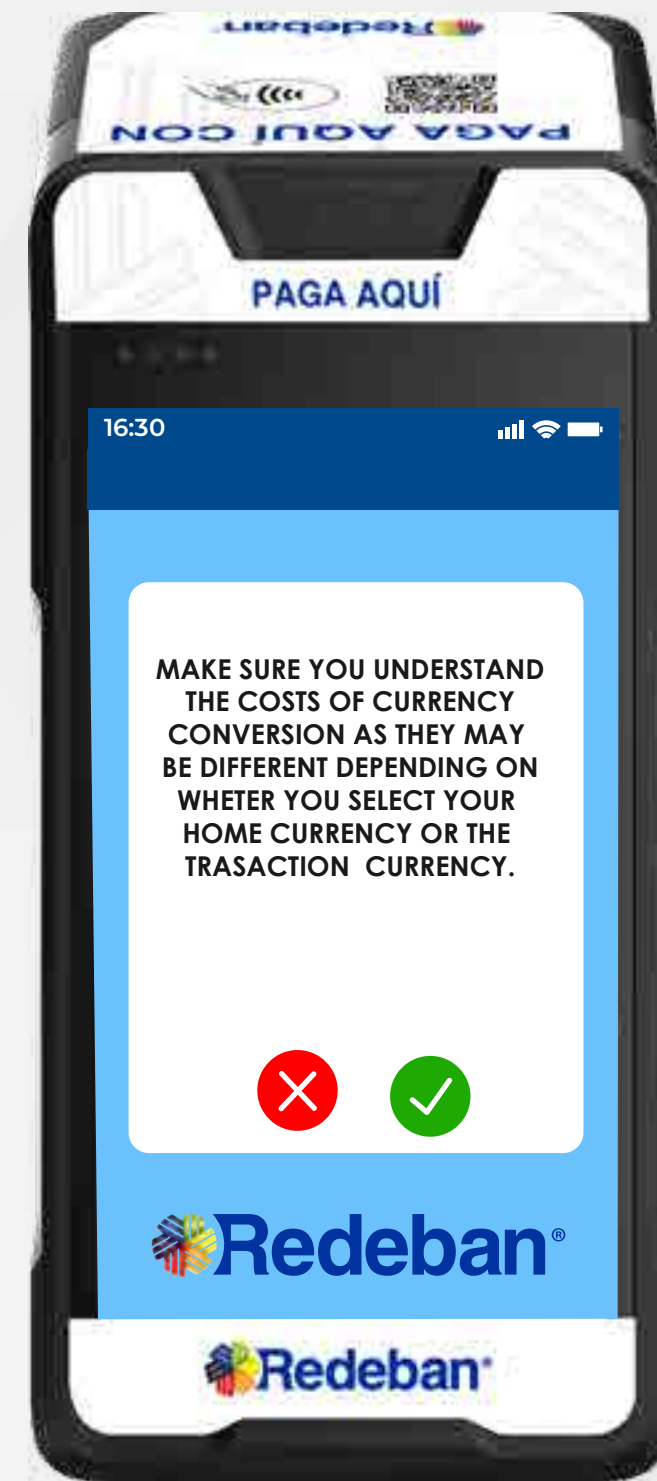 Redeban
PAGA AQUÍ CON
PAGA AQUÍ
16:30
MAKE SURE YOU UNDERSTAND
THE COSTS OF CURRENCY
CONVERSION AS THEY MAY
BE DIFFERENT DEPENDING ON
WHETER YOU SELECT YOUR
HOME CURRENCY OR THE
TRASACTION CURRENCY.
Redeban®
Redeban